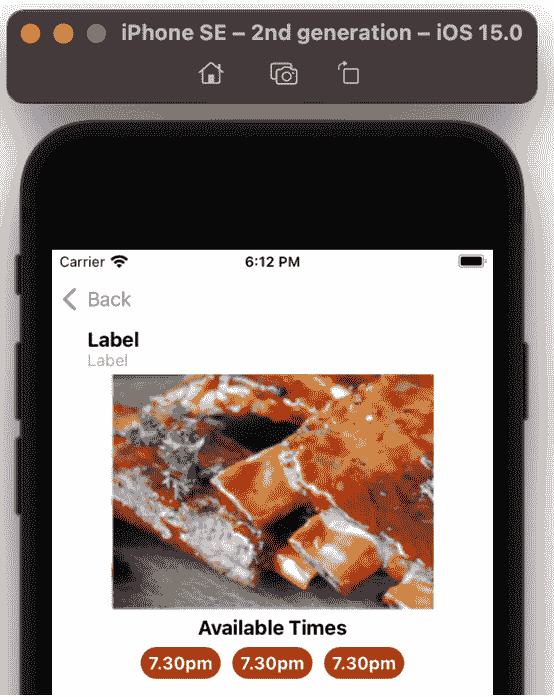 iPhone SE – 2nd generation – iOS 15.0
Carrier 6:12 PM
Back
Label
Label
Available Times
7.30pm 7.30pm 7.30pm